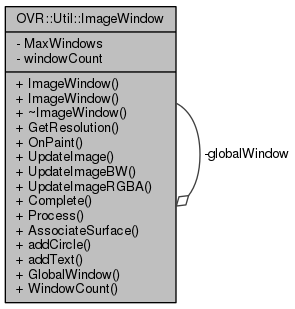 OVR::Util::ImageWindow
- MaxWindows
- windowCount
+ ImageWindow()
+ ImageWindow()
+ ~ImageWindow()
+ GetResolution()
+ OnPaint()
+ UpdateImage()
+ UpdateImageBW()
+ UpdateImageRGBA()
+ Complete()
+ Process()
+ AssociateSurface()
+ addCircle()
+ addText()
+ GlobalWindow()
+ WindowCount()
-globalWindow